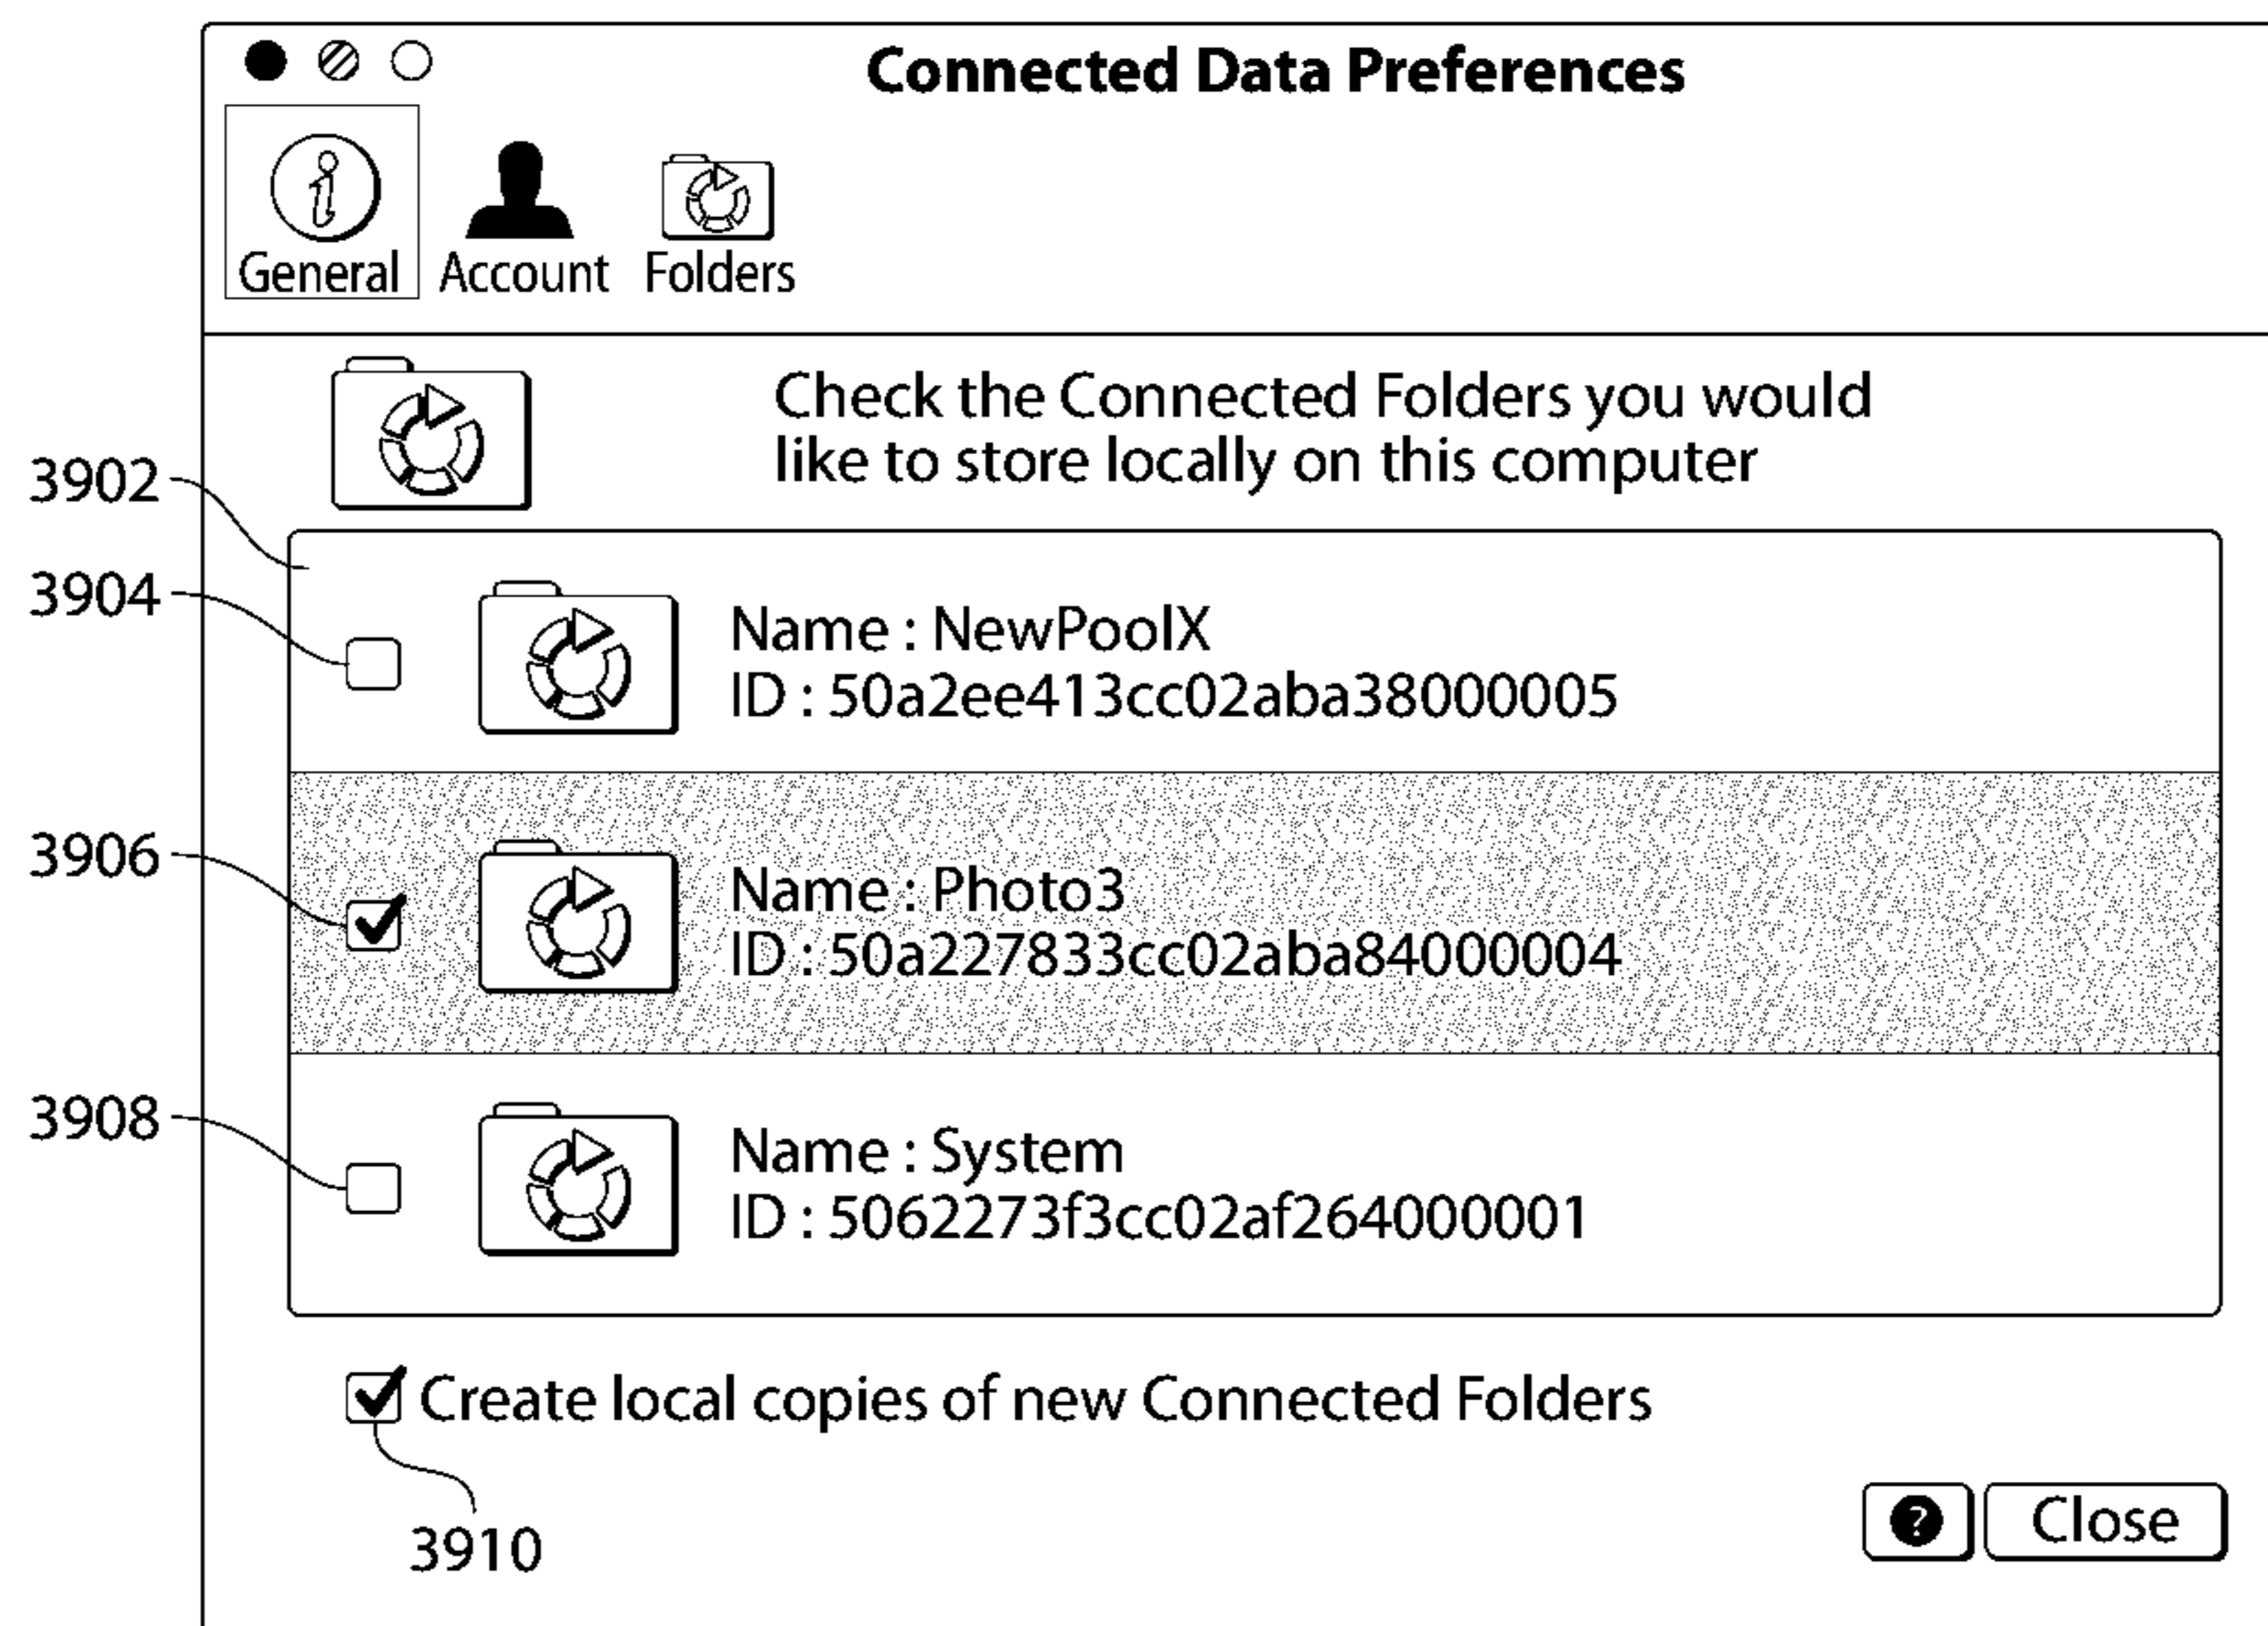 Connected Data Preferences
General Account Folders
Check the Connected Folders you would
like to store locally on this computer
3902
3904
Name : NewPoolX
ID : 50a2ee413cc02aba38000005
3906
Name : Photo3
ID : 50a227833cc02aba84000004
3908
Name : System
ID : 5062273f3cc02af264000001
Create local copies of new Connected Folders
3910
? Close